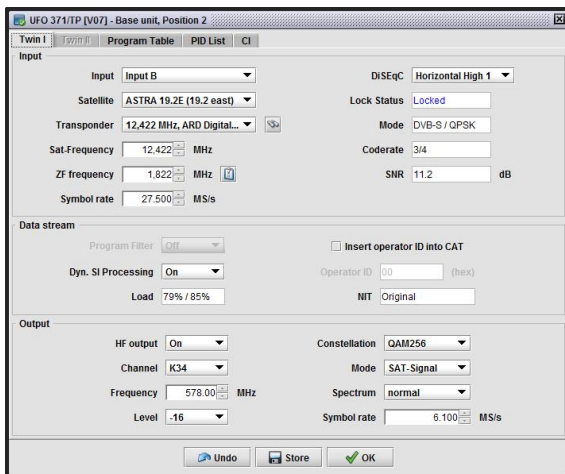 UFO 371/TP [V07] - Base unit, Position 2
Twin I Twin II Program Table PID List CI
Input
Input Input B DiSEqC Horizontal High 1
Satellite ASTRA 19.2E (19.2 east) Lock Status Locked
Transponder 12,422 MHz, ARD Digital... Mode DVB-S / QPSK
Sat-Frequency 12,422 MHz Coderate 3/4
ZF frequency 1,822 MHz SNR 11.2 dB
Symbol rate 27.500 MS/s
Data stream
Program Filter Off Insert operator ID into CAT
Dyn. SI Processing On Operator ID 00 (hex)
Load 79% / 85% NIT Original
Output
HF output On Constellation QAM256
Channel K34 Mode SAT-Signal
Frequency 578.00 MHz Spectrum normal
Level -16 Symbol rate 6.100 MS/s
Undo Store OK